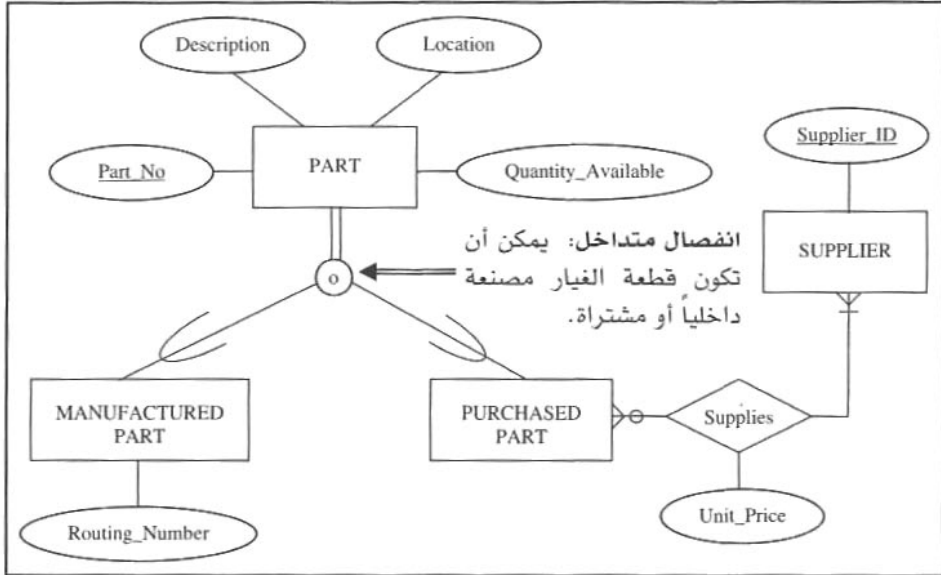 Description
Location
Part_No
PART
Quantity_Available
Supplier_ID
SUPPLIER
انفصال متداخل: يمكن أن
تكون قطعة الغيار مصنعة
داخلياً أو مشتراة.
o
MANUFACTURED
PART
PURCHASED
PART
Supplies
Routing_Number
Unit_Price